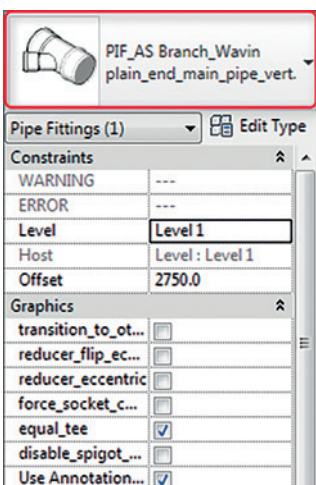 PIF_AS Branch_Wavin
plain_end_main_pipe_vert.
Pipe Fittings (1)
Edit Type
Constraints
WARNING ---
ERROR ---
Level Level 1
Host Level : Level 1
Offset 2750.0
Graphics
transition_to_ot...
reducer_flip_ec...
reducer_eccentric
force_socket_c...
equal_tee
disable_spigot_...
Use Annotation...